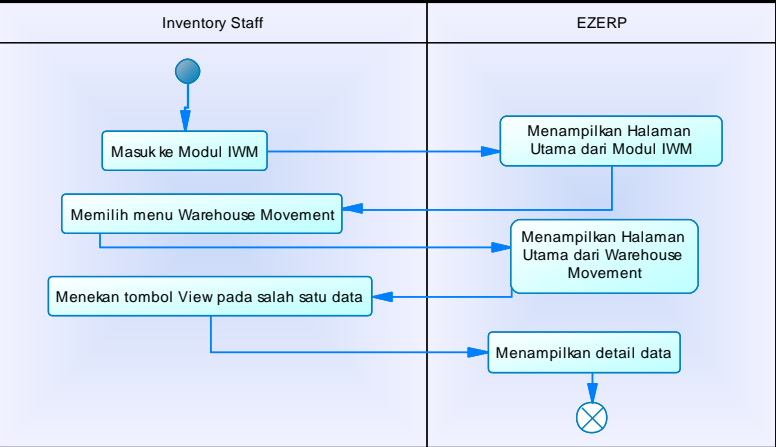 Inventory Staff
EZERP
Masuk ke Modul IWM
Menampilkan Halaman
Utama dari Modul IWM
Memilih menu Warehouse Movement
Menampilkan Halaman
Utama dari Warehouse
Movement
Menekan tombol View pada salah satu data
Menampilkan detail data